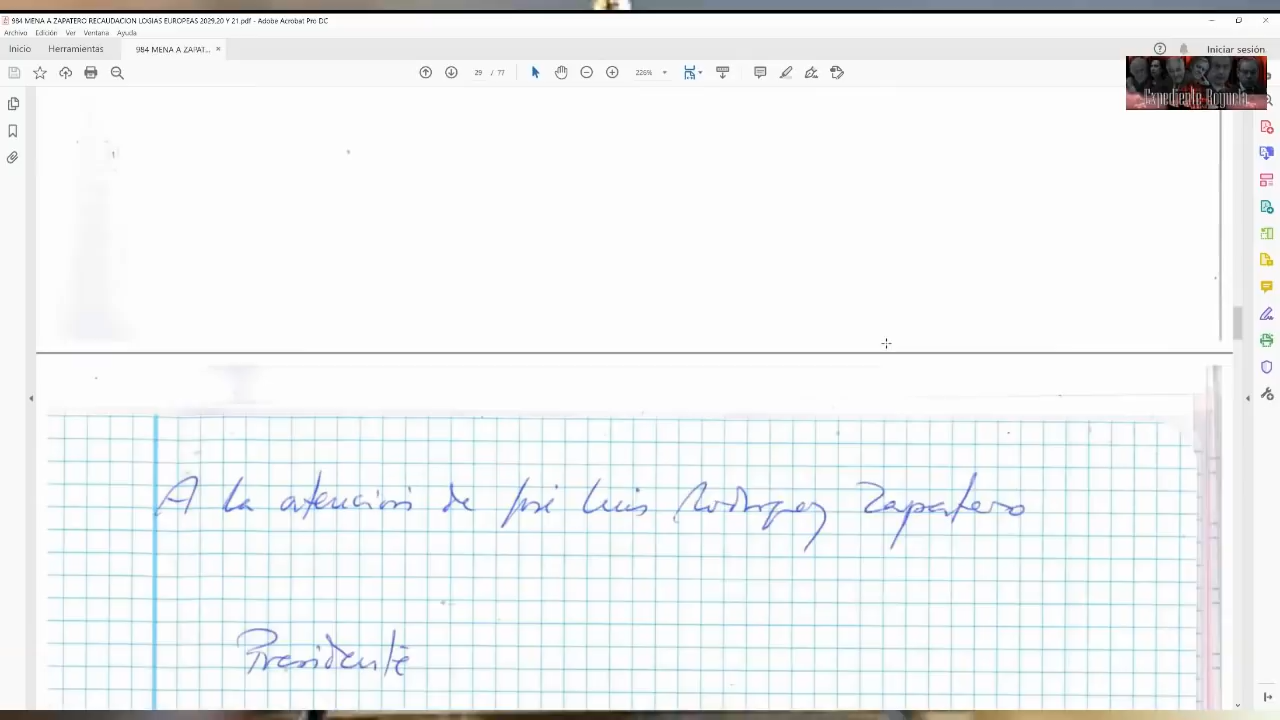 984 MENA A ZAPATERO RECAUDACION LOGIAS EUROPEAS 2029,20 Y 21.pdf - Adobe Acrobat Pro DC
Archivo Edición Ver Ventana Ayuda
Inicio Herramientas 984 MENA A ZAPAT... × Iniciar sesión
29 / 77 226%
Expediente Royuela
A la atención de José Luis Rodriguez Zapatero
Presidente